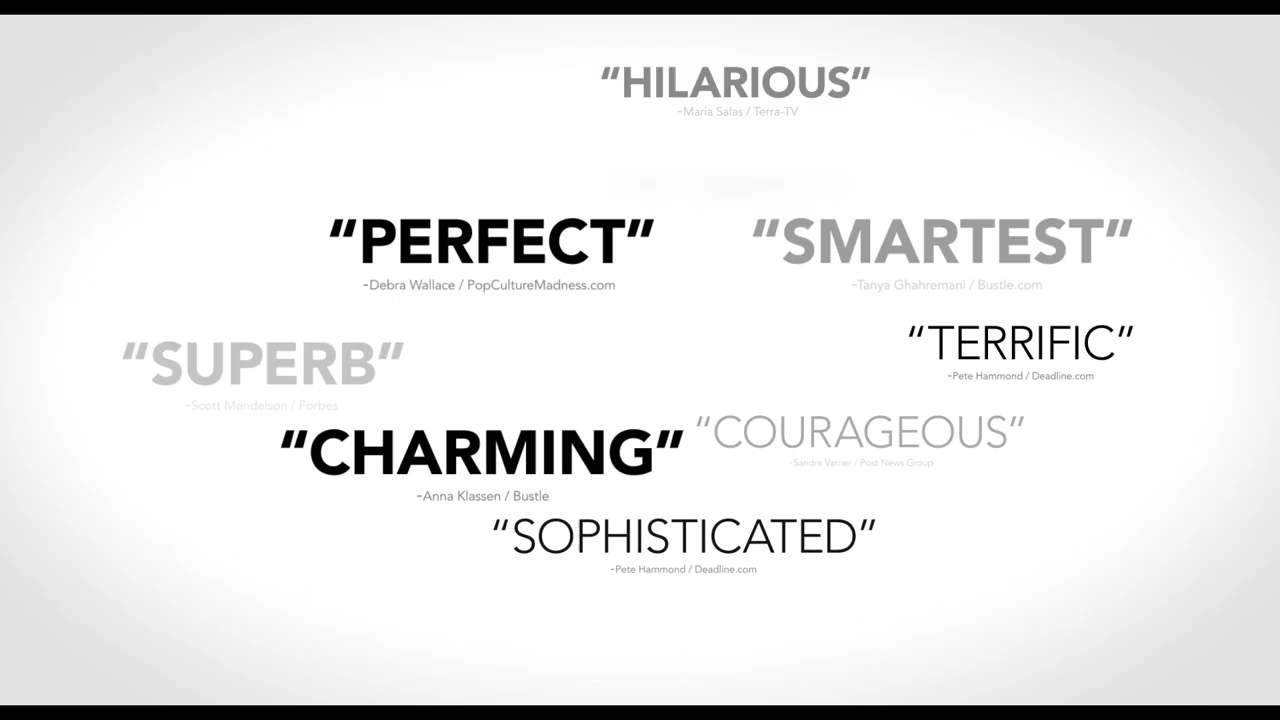 “HILARIOUS”
-Maria Salas / Terra-TV
“PERFECT”
-Debra Wallace / PopCultureMadness.com
“SMARTEST”
-Tanya Ghahremani / Bustle.com
“TERRIFIC”
-Pete Hammond / Deadline.com
“SUPERB”
-Scott Mendelson / Forbes
“COURAGEOUS”
-Sandra Varner / Post News Group
“CHARMING”
-Anna Klassen / Bustle
“SOPHISTICATED”
-Pete Hammond / Deadline.com